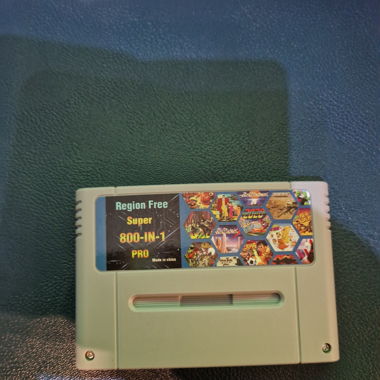 Region Free
Super
800-IN-1
PRO
Made in china